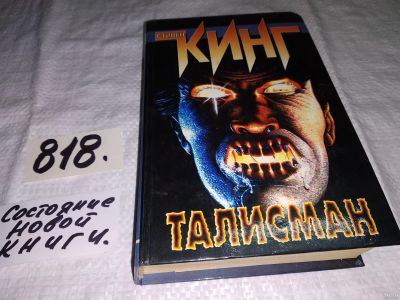 Стивен
КИНГ
ТАЛИСМАН
818.
Состояние
новой
книги.